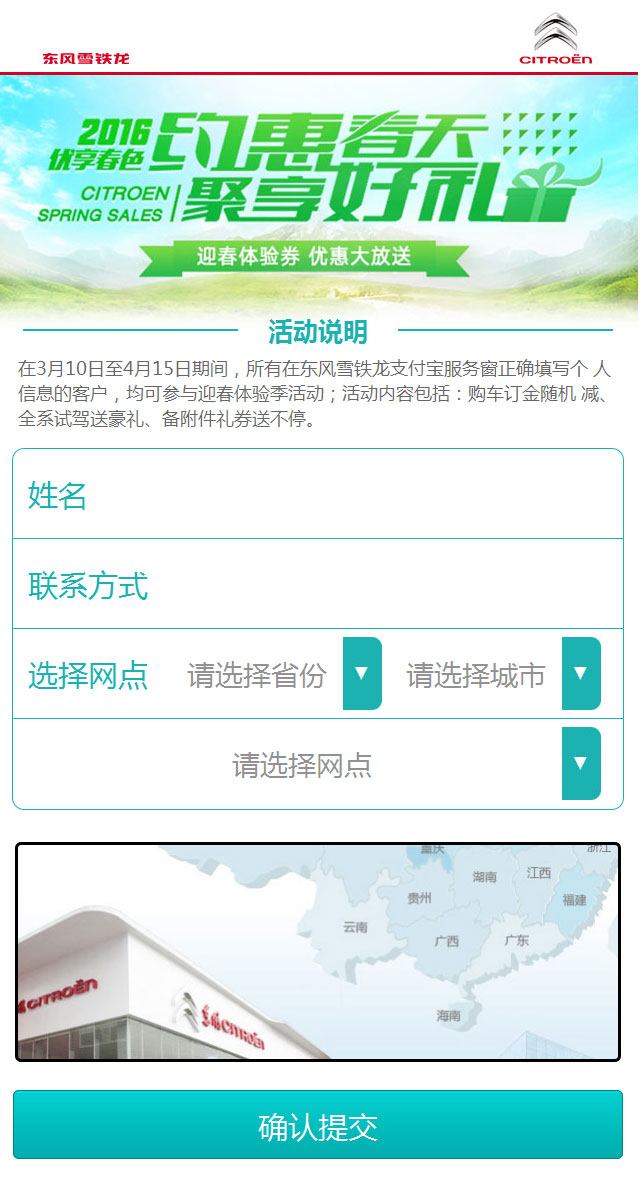 东风雪铁龙
CITROËN
2016
优享春色
约惠春天
CITROEN
SPRING SALES
聚享好礼
迎春体验券 优惠大放送
活动说明
在3月10日至4月15日期间，所有在东风雪铁龙支付宝服务窗正确填写个 人
信息的客户，均可参与迎春体验季活动；活动内容包括：购车订金随机 减、
全系试驾送豪礼、备附件礼券送不停。
姓名
联系方式
选择网点 请选择省份 ▼ 请选择城市 ▼
请选择网点 ▼
重庆
浙江
湖南
江西
贵州
福建
云南
广西
广东
海南
CITROËN
CITROËN
确认提交